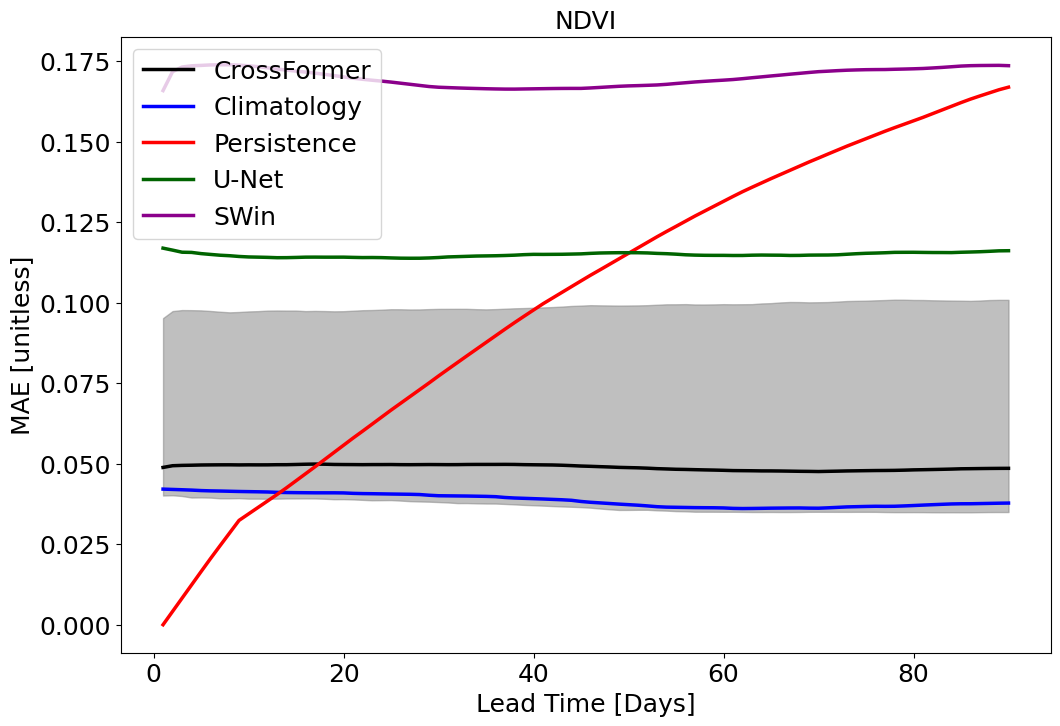 NDVI
CrossFormer
Climatology
Persistence
U-Net
SWin
MAE [unitless]
0.175
0.150
0.125
0.100
0.075
0.050
0.025
0.000
0 20 40 60 80
Lead Time [Days]